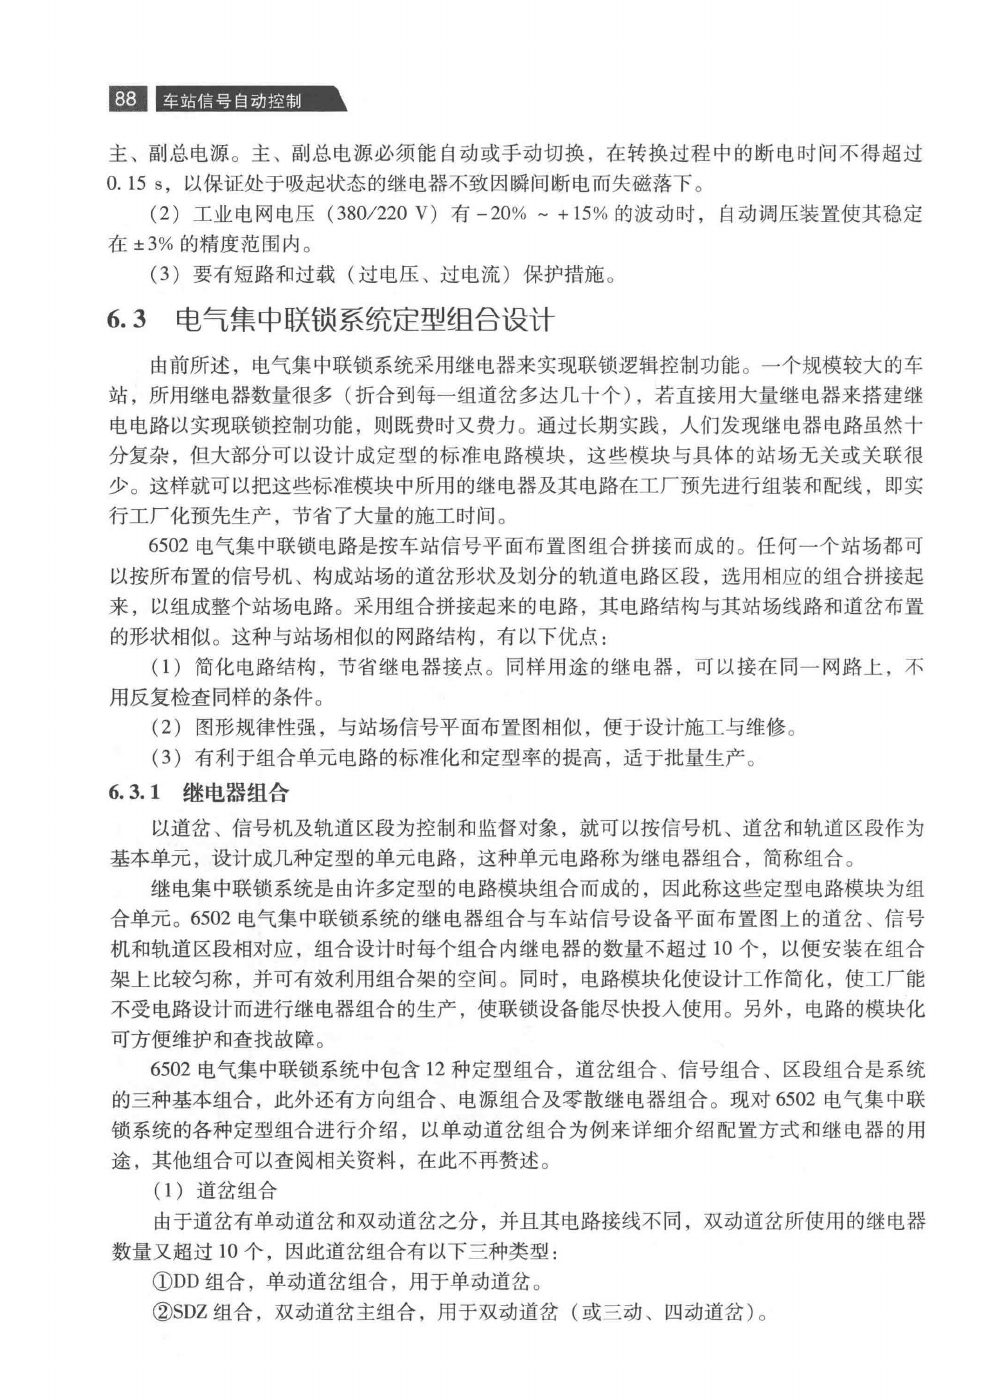 88 车站信号自动控制
主、副总电源。主、副总电源必须能自动或手动切换，在转换过程中的断电时间不得超过
0.15 s，以保证处于吸起状态的继电器不致因瞬间断电而失磁落下。
（2）工业电网电压（380/220 V）有－20% ~ ＋15% 的波动时，自动调压装置使其稳定
在 ±3% 的精度范围内。
（3）要有短路和过载（过电压、过电流）保护措施。
6.3 电气集中联锁系统定型组合设计
由前所述，电气集中联锁系统采用继电器来实现联锁逻辑控制功能。一个规模较大的车
站，所用继电器数量很多（折合到每一组道岔多达几十个），若直接用大量继电器来搭建继
电电路以实现联锁控制功能，则既费时又费力。通过长期实践，人们发现继电器电路虽然十
分复杂，但大部分可以设计成定型的标准电路模块，这些模块与具体的站场无关或关联很
少。这样就可以把这些标准模块中所用的继电器及其电路在工厂预先进行组装和配线，即实
行工厂化预先生产，节省了大量的施工时间。
6502 电气集中联锁电路是按车站信号平面布置图组合拼接而成的。任何一个站场都可
以按所布置的信号机、构成站场的道岔形状及划分的轨道电路区段，选用相应的组合拼接起
来，以组成整个站场电路。采用组合拼接起来的电路，其电路结构与其站场线路和道岔布置
的形状相似。这种与站场相似的网路结构，有以下优点：
（1）简化电路结构，节省继电器接点。同样用途的继电器，可以接在同一网路上，不
用反复检查同样的条件。
（2）图形规律性强，与站场信号平面布置图相似，便于设计施工与维修。
（3）有利于组合单元电路的标准化和定型率的提高，适于批量生产。
6.3.1 继电器组合
以道岔、信号机及轨道区段为控制和监督对象，就可以按信号机、道岔和轨道区段作为
基本单元，设计成几种定型的单元电路，这种单元电路称为继电器组合，简称组合。
继电集中联锁系统是由许多定型的电路模块组合而成的，因此称这些定型电路模块为组
合单元。6502 电气集中联锁系统的继电器组合与车站信号设备平面布置图上的道岔、信号
机和轨道区段相对应，组合设计时每个组合内继电器的数量不超过 10 个，以便安装在组合
架上比较匀称，并可有效利用组合架的空间。同时，电路模块化使设计工作简化，使工厂能
不受电路设计而进行继电器组合的生产，使联锁设备能尽快投入使用。另外，电路的模块化
可方便维护和查找故障。
6502 电气集中联锁系统中包含 12 种定型组合，道岔组合、信号组合、区段组合是系统
的三种基本组合，此外还有方向组合、电源组合及零散继电器组合。现对 6502 电气集中联
锁系统的各种定型组合进行介绍，以单动道岔组合为例来详细介绍配置方式和继电器的用
途，其他组合可以查阅相关资料，在此不再赘述。
（1）道岔组合
由于道岔有单动道岔和双动道岔之分，并且其电路接线不同，双动道岔所使用的继电器
数量又超过 10 个，因此道岔组合有以下三种类型：
①DD 组合，单动道岔组合，用于单动道岔。
②SDZ 组合，双动道岔主组合，用于双动道岔（或三动、四动道岔）。